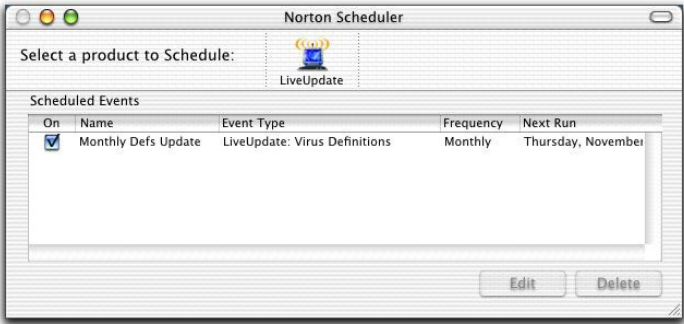 Norton Scheduler
Select a product to Schedule:
LiveUpdate
Scheduled Events
On Name Event Type Frequency Next Run
Monthly Defs Update LiveUpdate: Virus Definitions Monthly Thursday, November
Edit Delete